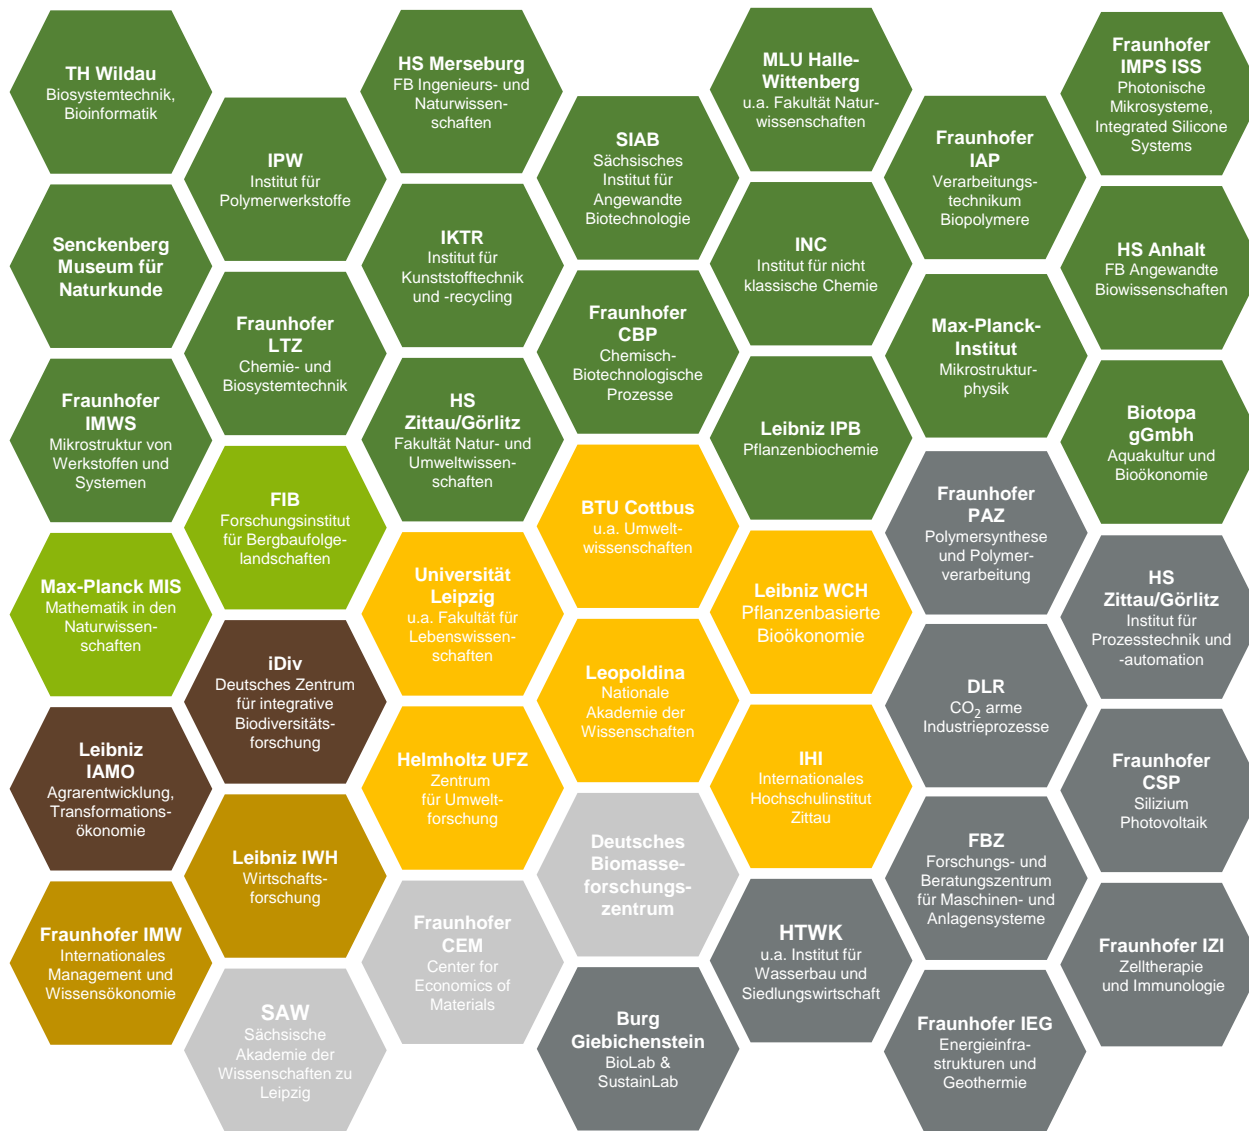 TH Wildau
Biosystemtechnik,
Bioinformatik
HS Merseburg
FB Ingenieurs- und
Naturwissen-
schaften
MLU Halle-
Wittenberg
u.a. Fakultät Natur-
wissenschaften
Fraunhofer
IMPS ISS
Photonische
Mikrosysteme,
Integrated Silicone
Systems
IPW
Institut für
Polymerwerkstoffe
SIAB
Sächsisches
Institut für
Angewandte
Biotechnologie
Fraunhofer
IAP
Verarbeitungs-
technikum
Biopolymere
Senckenberg
Museum für
Naturkunde
IKTR
Institut für
Kunststofftechnik
und -recycling
INC
Institut für nicht
klassische Chemie
HS Anhalt
FB Angewandte
Biowissenschaften
Fraunhofer
LTZ
Chemie- und
Biosystemtechnik
Fraunhofer
CBP
Chemisch-
Biotechnologische
Prozesse
Max-Planck-
Institut
Mikrostruktur-
physik
Fraunhofer
IMWS
Mikrostruktur von
Werkstoffen und
Systemen
HS
Zittau/Görlitz
Fakultät Natur- und
Umweltwissen-
schaften
Leibniz IPB
Pflanzenbiochemie
Biotopa
gGmbh
Aquakultur und
Bioökonomie
FIB
Forschungsinstitut
für Bergbaufolge-
landschaften
BTU Cottbus
u.a. Umwelt-
wissenschaften
Fraunhofer
PAZ
Polymersynthese
und Polymer-
verarbeitung
Max-Planck MIS
Mathematik in den
Naturwissen-
schaften
Universität
Leipzig
u.a. Fakultät für
Lebenswissen-
schaften
Leibniz WCH
Pflanzenbasierte
Bioökonomie
HS
Zittau/Görlitz
Institut für
Prozesstechnik und
-automation
iDiv
Deutsches Zentrum
für integrative
Biodiversitäts-
forschung
Leopoldina
Nationale
Akademie der
Wissenschaften
DLR
CO2 arme
Industrieprozesse
Leibniz
IAMO
Agrarentwicklung,
Transformations-
ökonomie
Helmholtz UFZ
Zentrum
für Umwelt-
forschung
IHI
Internationales
Hochschulinstitut
Zittau
Fraunhofer
CSP
Silizium
Photovoltaik
Leibniz IWH
Wirtschafts-
forschung
Deutsches
Biomasse-
forschungs-
zentrum
FBZ
Forschungs- und
Beratungszentrum
für Maschinen- und
Anlagensysteme
Fraunhofer IMW
Internationales
Management und
Wissensökonomie
Fraunhofer
CEM
Center for
Economics of
Materials
HTWK
u.a. Institut für
Wasserbau und
Siedlungswirtschaft
Fraunhofer IZI
Zelltherapie
und Immunologie
SAW
Sächsische
Akademie der
Wissenschaften zu
Leipzig
Burg
Giebichenstein
BioLab &
SustainLab
Fraunhofer IEG
Energieinfra-
strukturen und
Geothermie